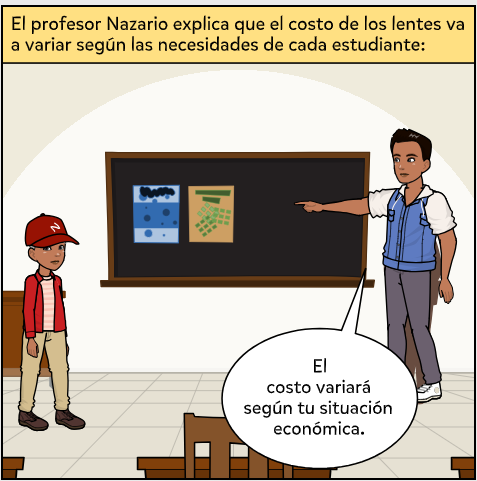 El profesor Nazario explica que el costo de los lentes va
a variar según las necesidades de cada estudiante:
N
El
costo variará
según tu situación
económica.